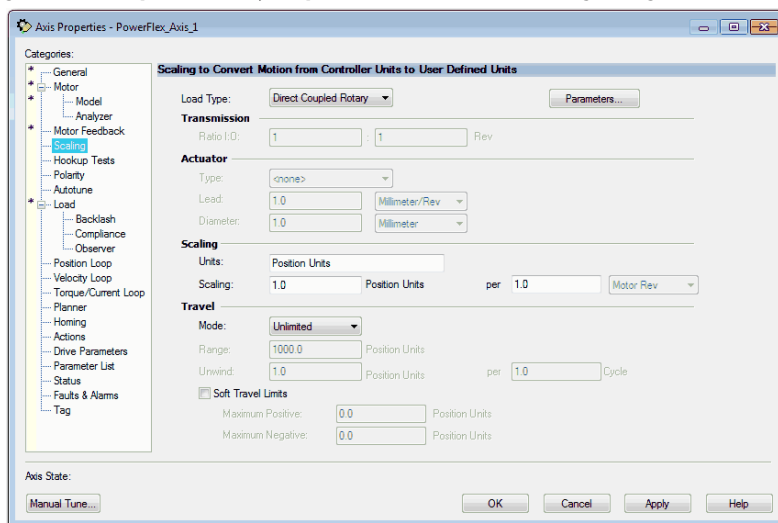 Axis Properties - PowerFlex_Axis_1
Categories:
* General
* Motor
* Model
Analyzer
* Motor Feedback
Scaling
Hookup Tests
Polarity
Autotune
* Load
Backlash
Compliance
Observer
Position Loop
Velocity Loop
Torque/Current Loop
Planner
Homing
Actions
Drive Parameters
Parameter List
Status
Faults & Alarms
Tag
Scaling to Convert Motion from Controller Units to User Defined Units
Load Type: Direct Coupled Rotary Parameters...
Transmission
Ratio I:O: 1 : 1 Rev
Actuator
Type: <none>
Lead: 1.0 Millimeter/Rev
Diameter: 1.0 Millimeter
Scaling
Units: Position Units
Scaling: 1.0 Position Units per 1.0 Motor Rev
Travel
Mode: Unlimited
Range: 1000.0 Position Units
Unwind: 1.0 Position Units per 1.0 Cycle
Soft Travel Limits
Maximum Positive: 0.0 Position Units
Maximum Negative: 0.0 Position Units
Axis State:
Manual Tune... OK Cancel Apply Help